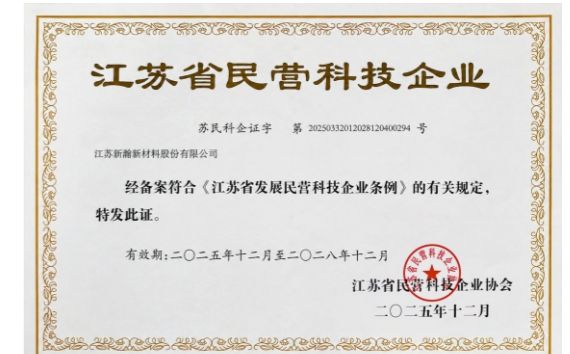 江苏省民营科技企业
苏民科企证字 第 20250332012028120400294 号
江苏新瀚新材料股份有限公司
经备案符合《江苏省发展民营科技企业条例》的有关规定，
特发此证。
有效期:二〇二五年十二月至二〇二八年十二月
江苏省民营科技企业协会
二〇二五年十二月